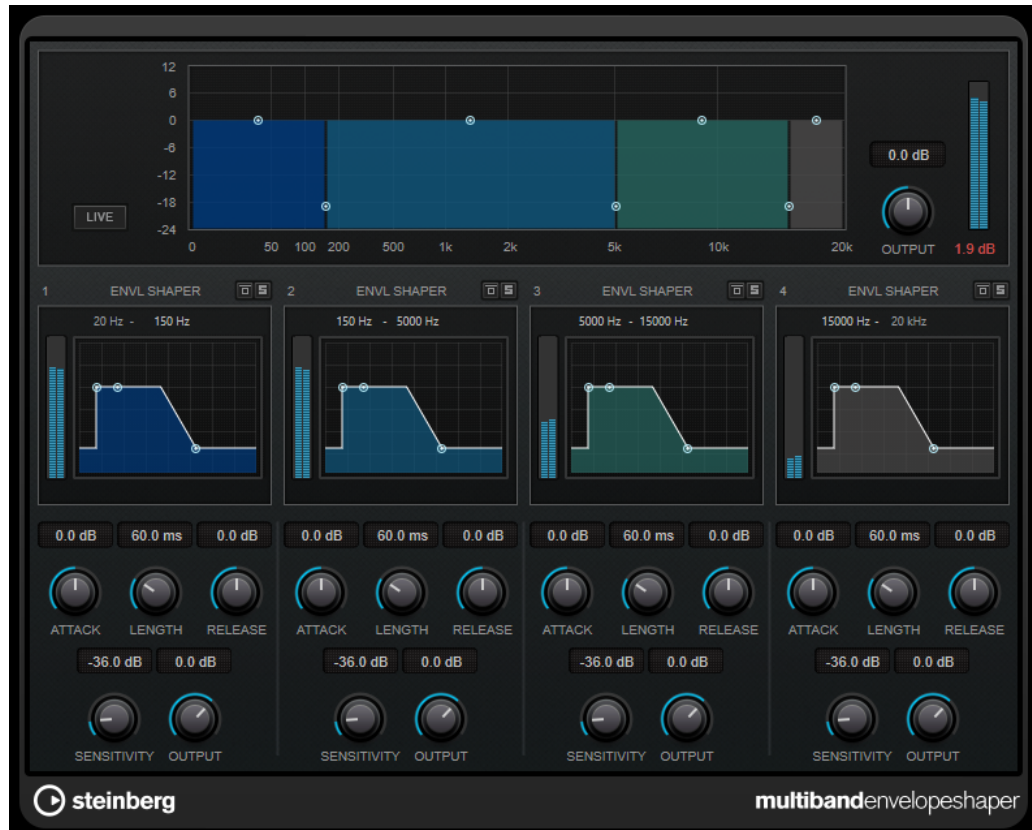 12
6
0
-6
-12
-18
-24
0 50 100 200 500 1k 2k 5k 10k 20k
LIVE
0.0 dB
OUTPUT 1.9 dB
1 ENVL SHAPER S 2 ENVL SHAPER S 3 ENVL SHAPER S 4 ENVL SHAPER S
20 Hz - 150 Hz 150 Hz - 5000 Hz 5000 Hz - 15000 Hz 15000 Hz - 20 kHz
0.0 dB 60.0 ms 0.0 dB 0.0 dB 60.0 ms 0.0 dB 0.0 dB 60.0 ms 0.0 dB 0.0 dB 60.0 ms 0.0 dB
ATTACK LENGTH RELEASE ATTACK LENGTH RELEASE ATTACK LENGTH RELEASE ATTACK LENGTH RELEASE
-36.0 dB 0.0 dB -36.0 dB 0.0 dB -36.0 dB 0.0 dB -36.0 dB 0.0 dB
SENSITIVITY OUTPUT SENSITIVITY OUTPUT SENSITIVITY OUTPUT SENSITIVITY OUTPUT
steinberg multibandenvelopeshaper